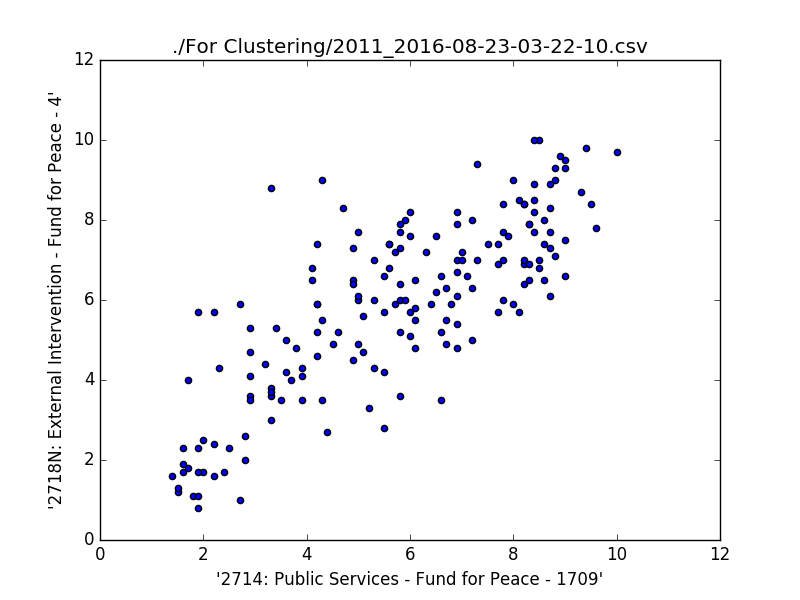 ./For Clustering/2011_2016-08-23-03-22-10.csv
12
10
8
6
4
2
0
'2718N: External Intervention - Fund for Peace - 4'
0 2 4 6 8 10 12
'2714: Public Services - Fund for Peace - 1709'